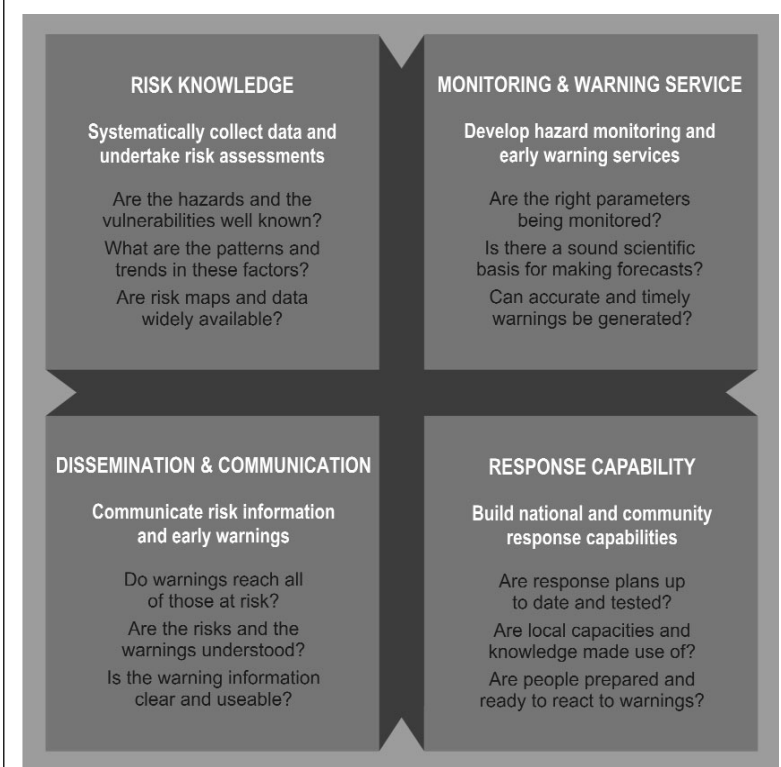 RISK KNOWLEDGE
Systematically collect data and
undertake risk assessments
Are the hazards and the
vulnerabilities well known?
What are the patterns and
trends in these factors?
Are risk maps and data
widely available?
MONITORING & WARNING SERVICE
Develop hazard monitoring and
early warning services
Are the right parameters
being monitored?
Is there a sound scientific
basis for making forecasts?
Can accurate and timely
warnings be generated?
DISSEMINATION & COMMUNICATION
Communicate risk information
and early warnings
Do warnings reach all
of those at risk?
Are the risks and the
warnings understood?
Is the warning information
clear and useable?
RESPONSE CAPABILITY
Build national and community
response capabilities
Are response plans up
to date and tested?
Are local capacities and
knowledge made use of?
Are people prepared and
ready to react to warnings?